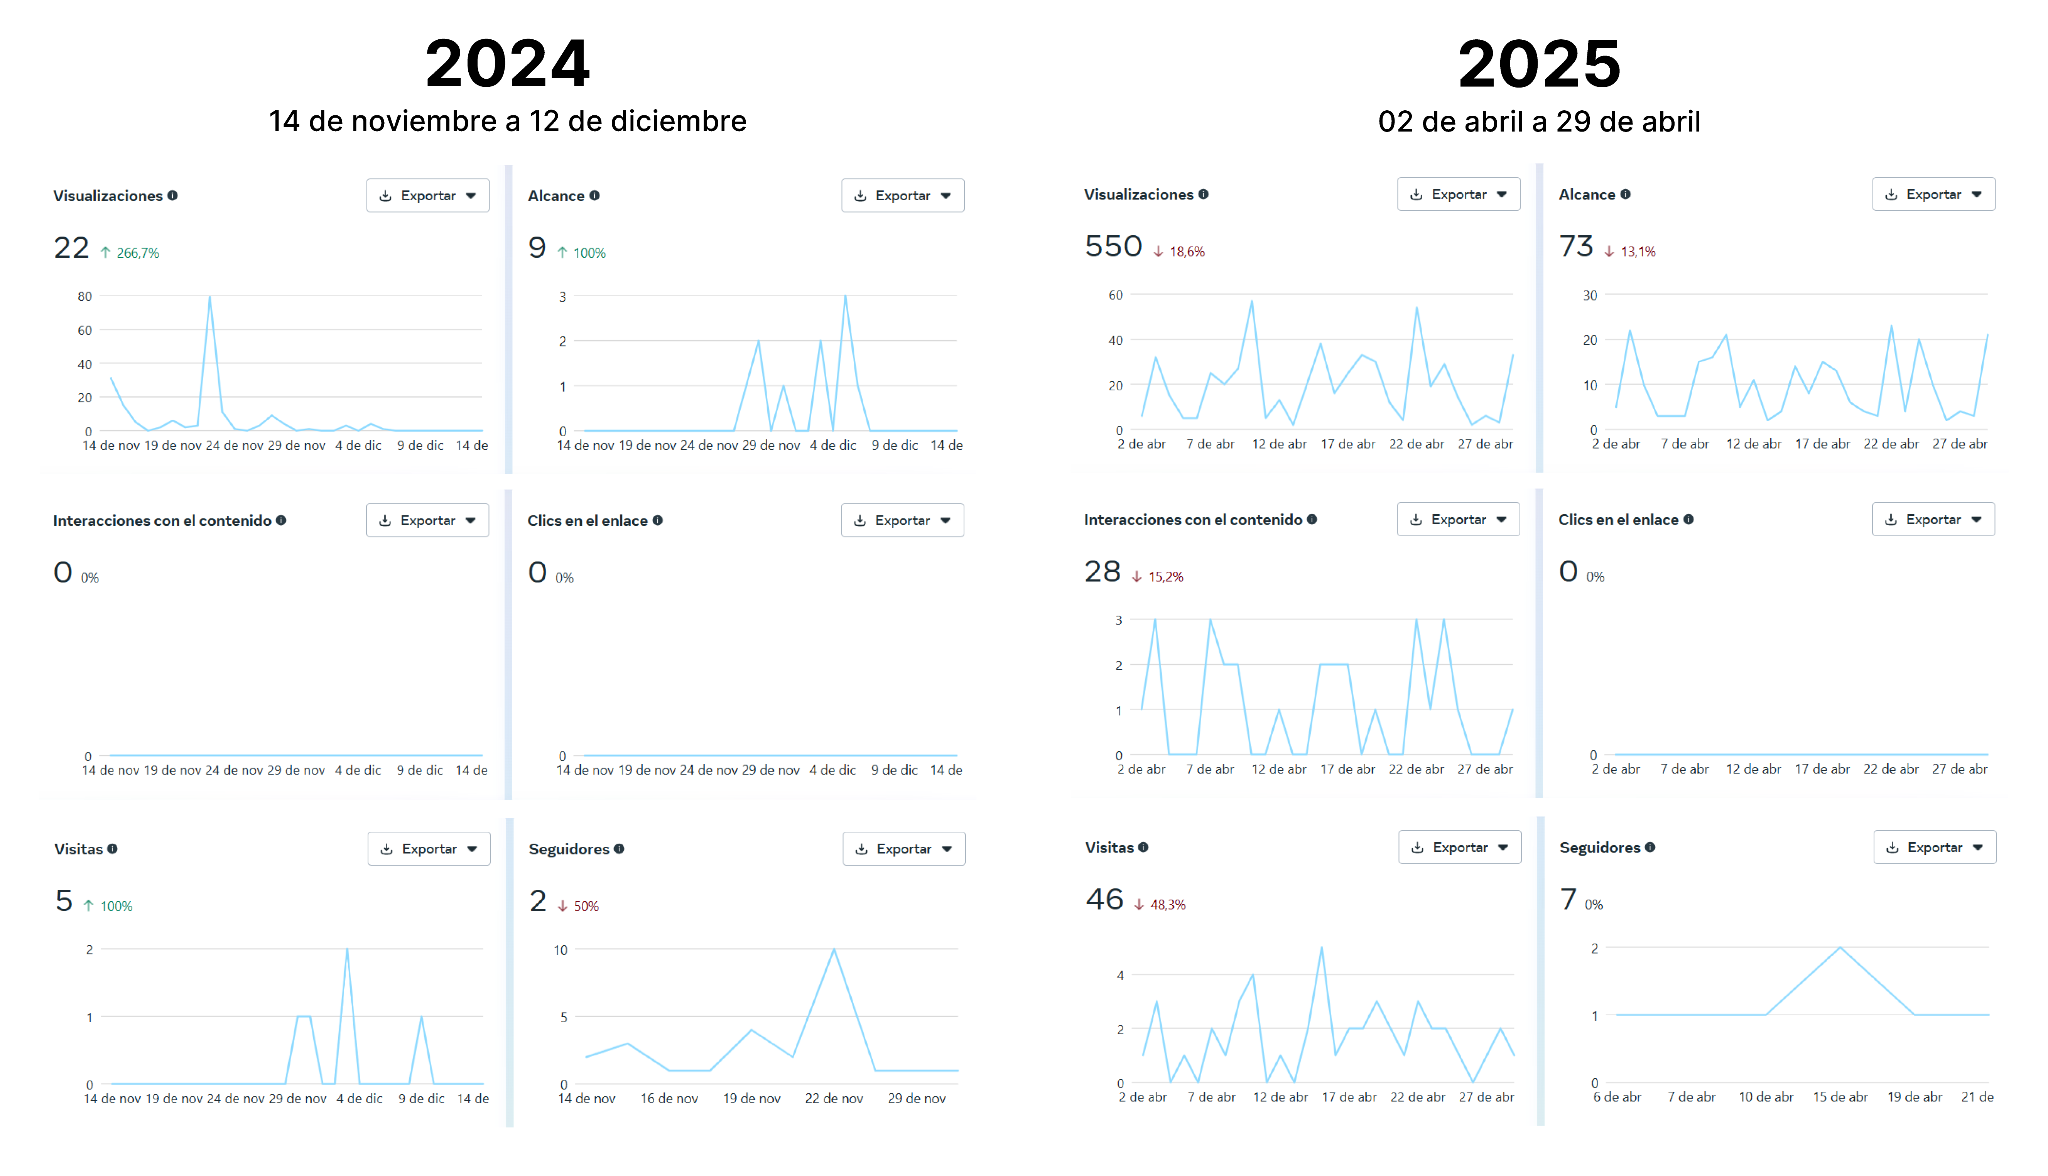 2024
14 de noviembre a 12 de diciembre
Visualizaciones
Exportar
22 ↑ 266,7%
80
60
40
20
0
14 de nov 19 de nov 24 de nov 29 de nov 4 de dic 9 de dic 14 de
Alcance
Exportar
9 ↑ 100%
3
2
1
0
14 de nov 19 de nov 24 de nov 29 de nov 4 de dic 9 de dic 14 de
Interacciones con el contenido
Exportar
0 0%
0
14 de nov 19 de nov 24 de nov 29 de nov 4 de dic 9 de dic 14 de
Clics en el enlace
Exportar
0 0%
0
14 de nov 19 de nov 24 de nov 29 de nov 4 de dic 9 de dic 14 de
Visitas
Exportar
5 ↑ 100%
2
1
0
14 de nov 19 de nov 24 de nov 29 de nov 4 de dic 9 de dic 14 de
Seguidores
Exportar
2 ↓ 50%
10
5
0
14 de nov 16 de nov 19 de nov 22 de nov 29 de nov
2025
02 de abril a 29 de abril
Visualizaciones
Exportar
550 ↓ 18,6%
60
40
20
0
2 de abr 7 de abr 12 de abr 17 de abr 22 de abr 27 de abr
Alcance
Exportar
73 ↓ 13,1%
30
20
10
0
2 de abr 7 de abr 12 de abr 17 de abr 22 de abr 27 de abr
Interacciones con el contenido
Exportar
28 ↓ 15,2%
3
2
1
0
2 de abr 7 de abr 12 de abr 17 de abr 22 de abr 27 de abr
Clics en el enlace
Exportar
0 0%
0
2 de abr 7 de abr 12 de abr 17 de abr 22 de abr 27 de abr
Visitas
Exportar
46 ↓ 48,3%
4
2
0
2 de abr 7 de abr 12 de abr 17 de abr 22 de abr 27 de abr
Seguidores
Exportar
7 0%
2
1
0
6 de abr 7 de abr 10 de abr 15 de abr 19 de abr 21 de